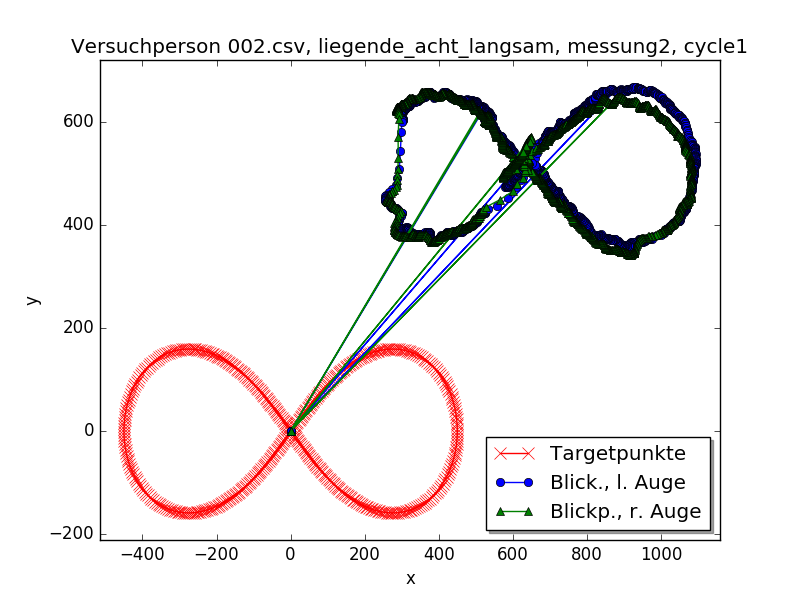 Versuchperson 002.csv, liegende_acht_langsam, messung2, cycle1
600
400
200
0
−200
y
−400
−200
0
200
400
600
800
1000
x
Targetpunkte
Blick., l. Auge
Blickp., r. Auge